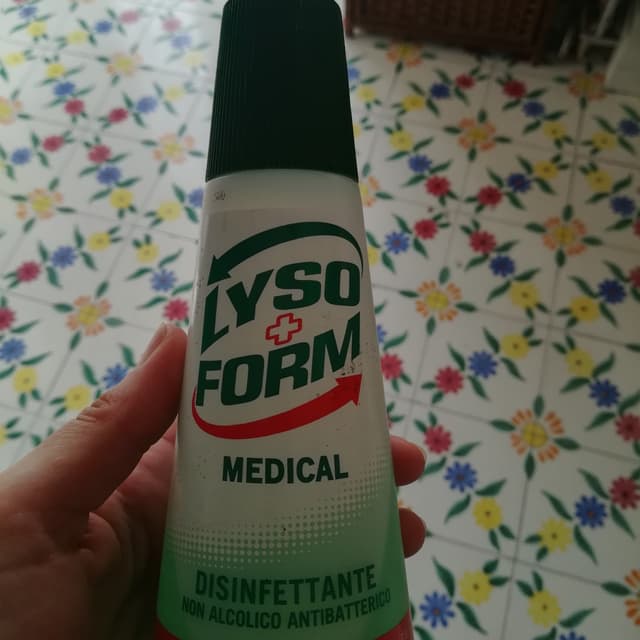 LYSO
FORM
MEDICAL
DISINFETTANTE
NON ALCOLICO ANTIBATTERICO